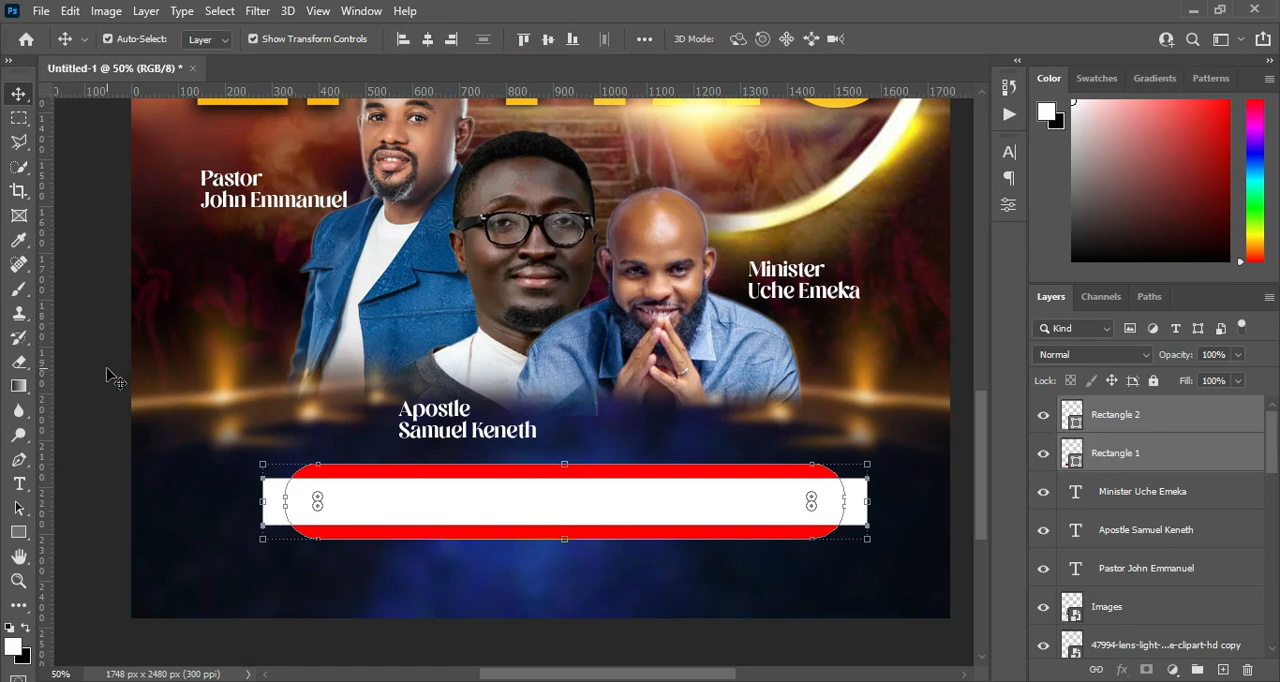 Ps File Edit Image Layer Type Select Filter 3D View Window Help
Auto-Select: Layer Show Transform Controls 3D Mode:
Untitled-1 @ 50% (RGB/8) *
100 0 100 200 300 400 500 600 700 800 900 1000 1100 1200 1300 1400 1500 1600 1700
Color Swatches Gradients Patterns
Pastor
John Emmanuel
Minister
Uche Emeka
Apostle
Samuel Keneth
Layers Channels Paths
Kind
Normal Opacity: 100%
Lock: Fill: 100%
Rectangle 2
Rectangle 1
Minister Uche Emeka
Apostle Samuel Keneth
Pastor John Emmanuel
Images
47994-lens-light-...e-clipart-hd copy
50% 1748 px x 2480 px (300 ppi)